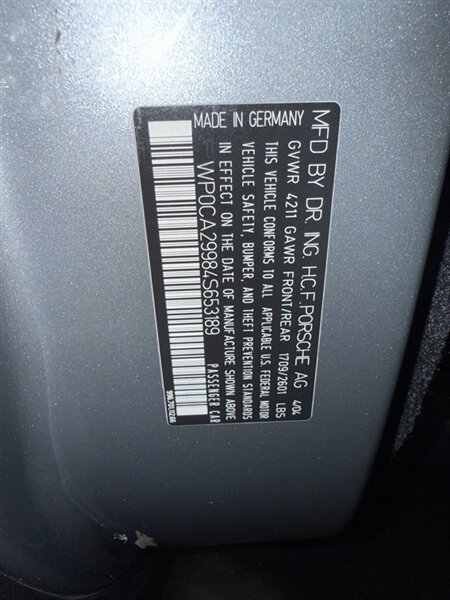 MFD BY DR. ING. H.C.F. PORSCHE AG 4/04
GVWR 4211 GAWR FRONT/REAR 1709/2601 LBS
THIS VEHICLE CONFORMS TO ALL APPLICABLE U.S. FEDERAL MOTOR
VEHICLE SAFETY, BUMPER, AND THEFT PREVENTION STANDARDS
IN EFFECT ON THE DATE OF MANUFACTURE SHOWN ABOVE
MADE IN GERMANY
WP0CA29984S653189
PASSENGER CAR